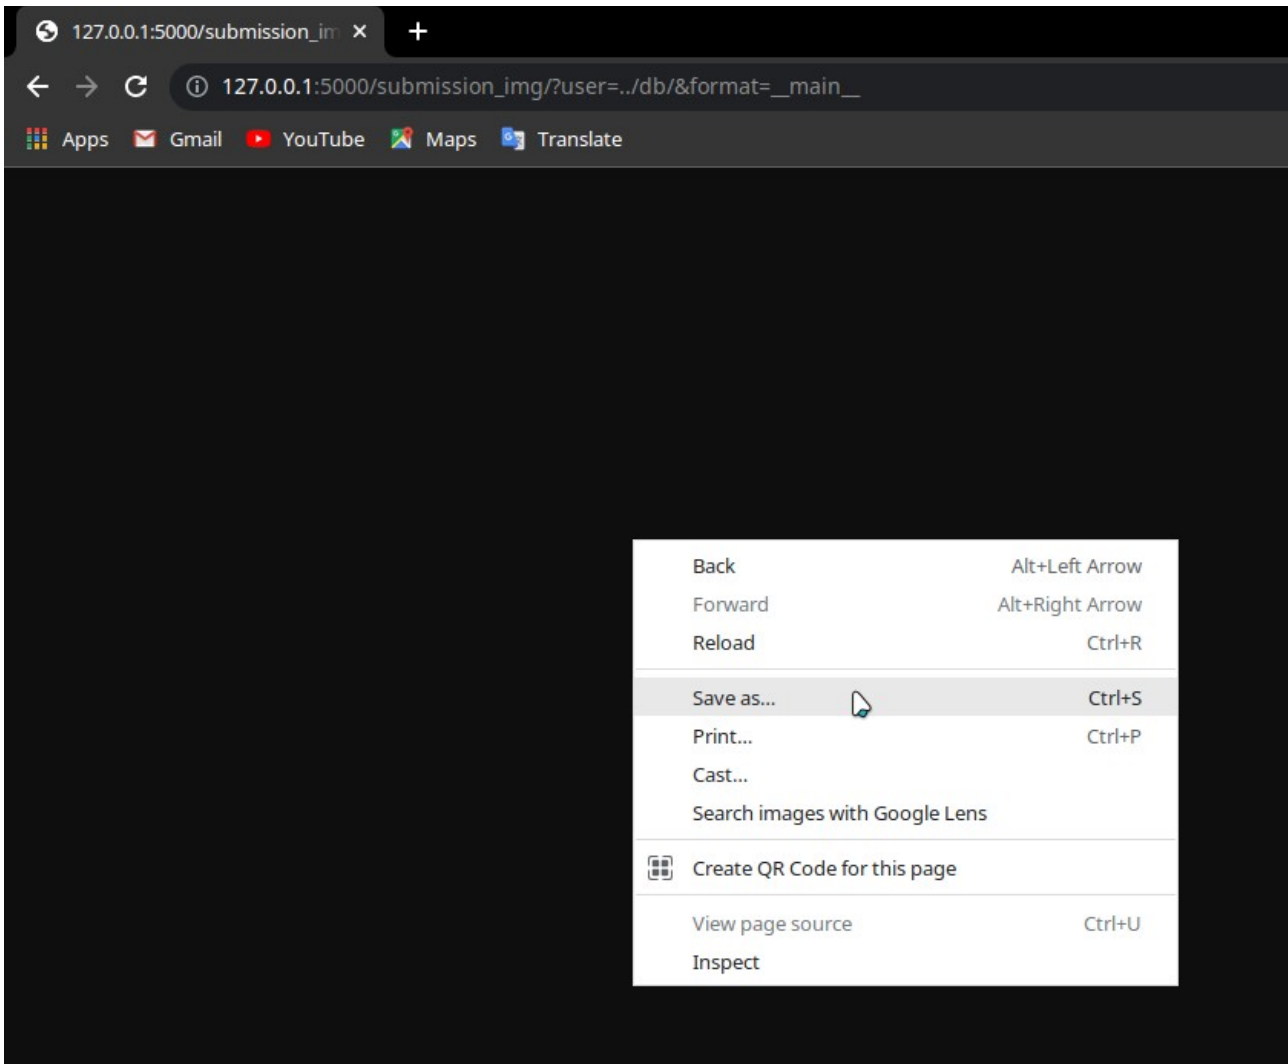 127.0.0.1:5000/submission_im
127.0.0.1:5000/submission_img/?user=../db/&format=__main__
Apps Gmail YouTube Maps Translate
Back Alt+Left Arrow
Forward Alt+Right Arrow
Reload Ctrl+R
Save as... Ctrl+S
Print... Ctrl+P
Cast...
Search images with Google Lens
Create QR Code for this page
View page source Ctrl+U
Inspect